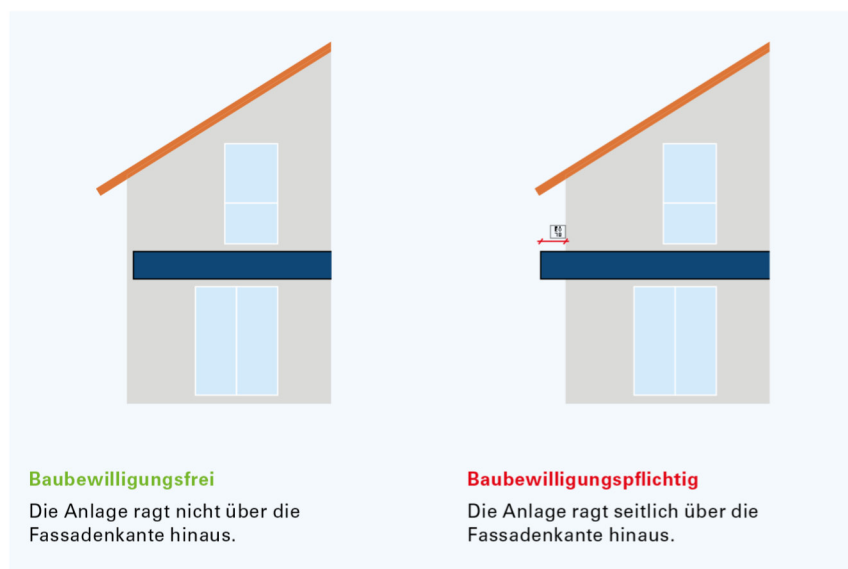 Baubewilligungsfrei
Die Anlage ragt nicht über die
Fassadenkante hinaus.
Baubewilligungspflichtig
Die Anlage ragt seitlich über die
Fassadenkante hinaus.